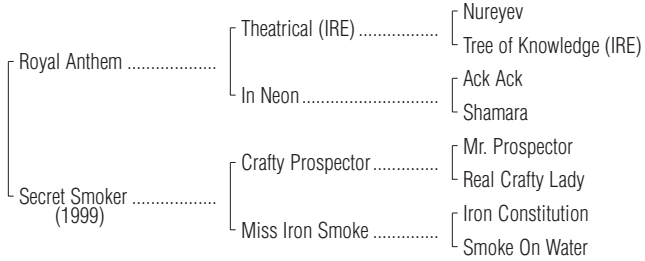 Nureyev
Theatrical (IRE) ..................
Tree of Knowledge (IRE)
Royal Anthem ....................
Ack Ack
In Neon ..............................
Shamara
Mr. Prospector
Crafty Prospector ..............
Real Crafty Lady
Secret Smoker ...................
(1999)
Iron Constitution
Miss Iron Smoke ..............
Smoke On Water